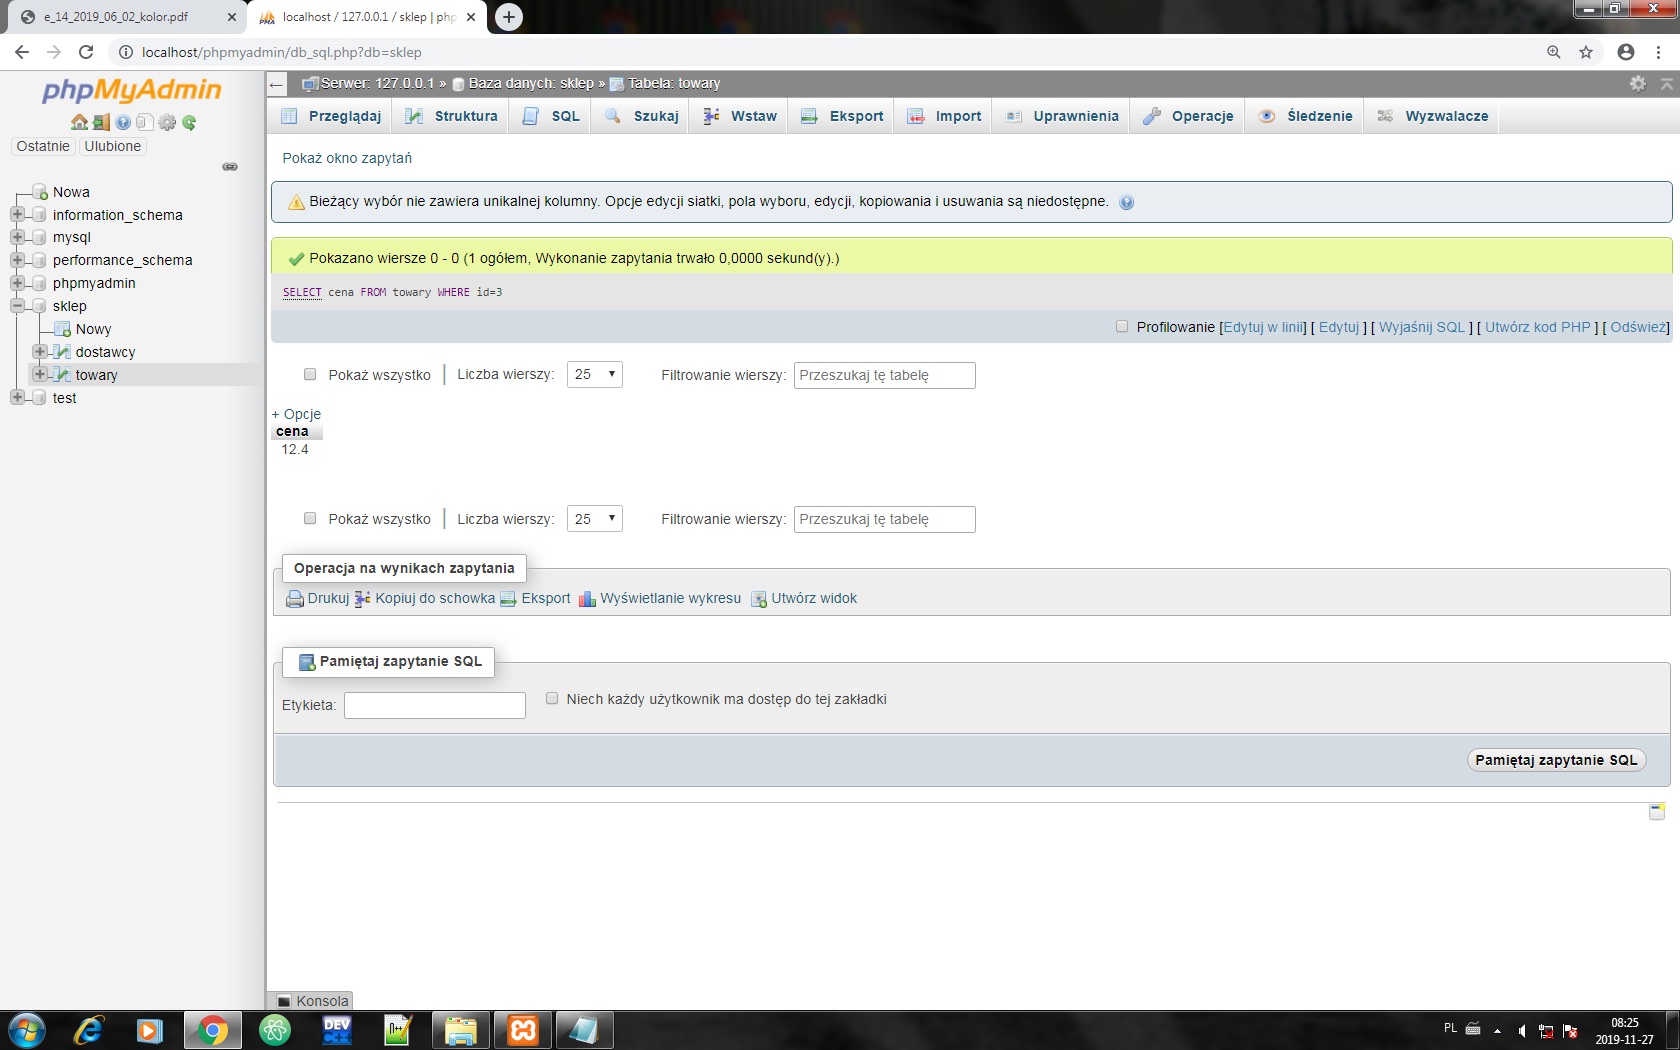 e_14_2019_06_02_kolor.pdf
localhost / 127.0.0.1 / sklep | php
localhost/phpmyadmin/db_sql.php?db=sklep
phpMyAdmin
Ostatnie Ulubione
Nowa
information_schema
mysql
performance_schema
phpmyadmin
sklep
Nowy
dostawcy
towary
test
Serwer: 127.0.0.1 » Baza danych: sklep » Tabela: towary
Przeglądaj Struktura SQL Szukaj Wstaw Eksport Import Uprawnienia Operacje Śledzenie Wyzwalacze
Pokaż okno zapytań
Bieżący wybór nie zawiera unikalnej kolumny. Opcje edycji siatki, pola wyboru, edycji, kopiowania i usuwania są niedostępne.
Pokazano wiersze 0 - 0 (1 ogółem, Wykonanie zapytania trwało 0,0000 sekund(y).)
SELECT cena FROM towary WHERE id=3
Profilowanie [Edytuj w linii] [ Edytuj ] [ Wyjaśnij SQL ] [ Utwórz kod PHP ] [ Odśwież]
Pokaż wszystko | Liczba wierszy: 25 Filtrowanie wierszy: Przeszukaj tę tabelę
+ Opcje
cena
12.4
Pokaż wszystko | Liczba wierszy: 25 Filtrowanie wierszy: Przeszukaj tę tabelę
Operacja na wynikach zapytania
Drukuj Kopiuj do schowka Eksport Wyświetlanie wykresu Utwórz widok
Pamiętaj zapytanie SQL
Etykieta: Niech każdy użytkownik ma dostęp do tej zakładki
Pamiętaj zapytanie SQL
Konsola
DEV
PL
08:25
2019-11-27